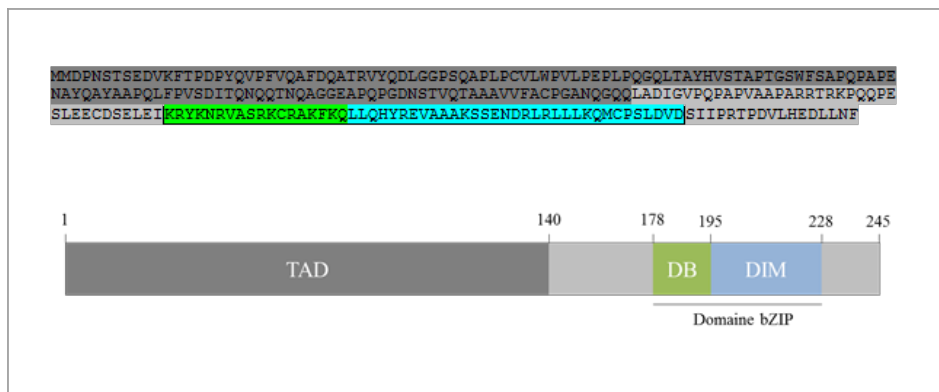 MMDPNSTSEDVKFTPDPYQVPFVQAFDQATRVYQDLGGPSQAPLPCVLWPVLPEPLPQGQLTAYHVSTAPTGSWFSAPQPAPE
NAYQAYAAPQLFPVSDITQNQQTNQAGGEAPQPGDNSTVQTAAAVVFACPGANQGQQLADIGVPQPAPVAAPARRTRKPQQPE
SLEECDSELEIKRYKNRVASRKCRAKFKQLLQHYREVAAAKSSENDRLRLLLKQMCPSLDVDSIIPRTPDVLHEDLLNF
1 140 178 195 228 245
TAD DB DIM
Domaine bZIP